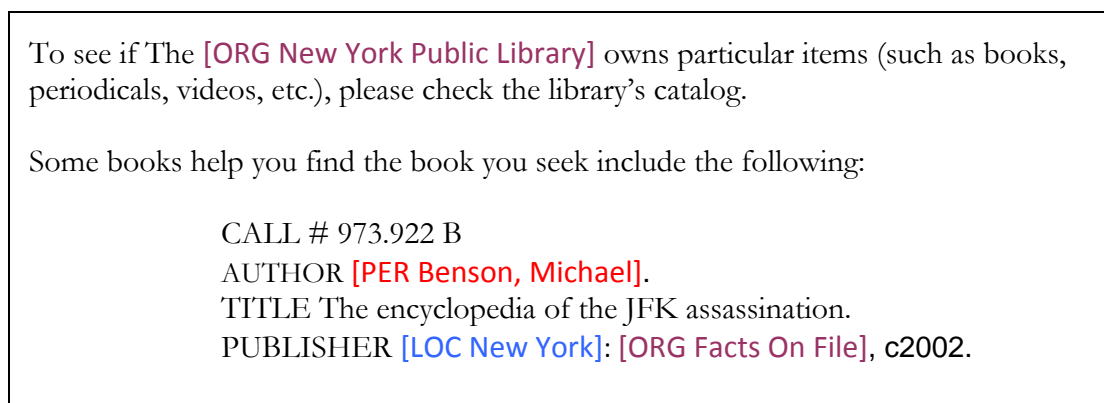 To see if The [ORG New York Public Library] owns particular items (such as books,
periodicals, videos, etc.), please check the library’s catalog.
Some books help you find the book you seek include the following:
CALL # 973.922 B
AUTHOR [PER Benson, Michael].
TITLE The encyclopedia of the JFK assassination.
PUBLISHER [LOC New York]: [ORG Facts On File], c2002.